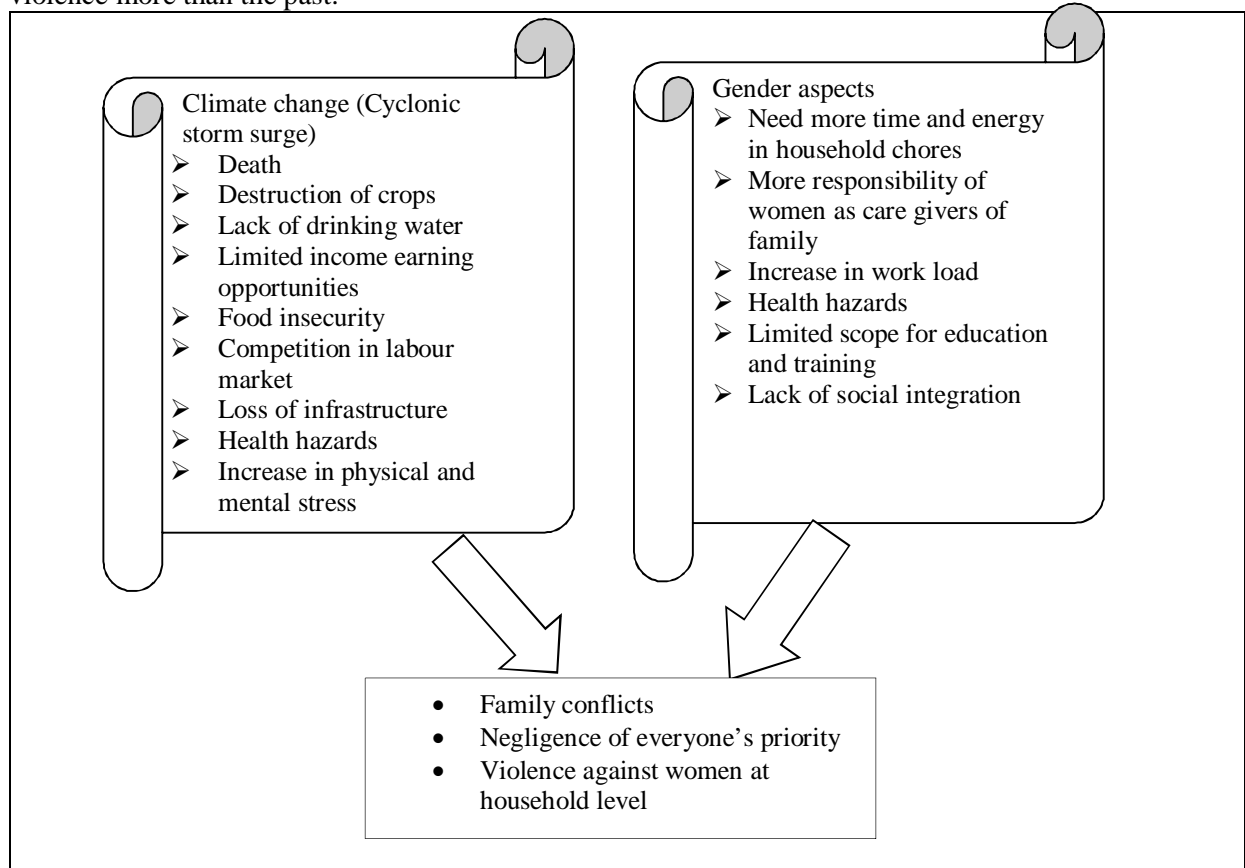 violence more than the past.
Climate change (Cyclonic
storm surge)
➢ Death
➢ Destruction of crops
➢ Lack of drinking water
➢ Limited income earning
opportunities
➢ Food insecurity
➢ Competition in labour
market
➢ Loss of infrastructure
➢ Health hazards
➢ Increase in physical and
mental stress
Gender aspects
➢ Need more time and energy
in household chores
➢ More responsibility of
women as care givers of
family
➢ Increase in work load
➢ Health hazards
➢ Limited scope for education
and training
➢ Lack of social integration
• Family conflicts
• Negligence of everyone’s priority
• Violence against women at
household level